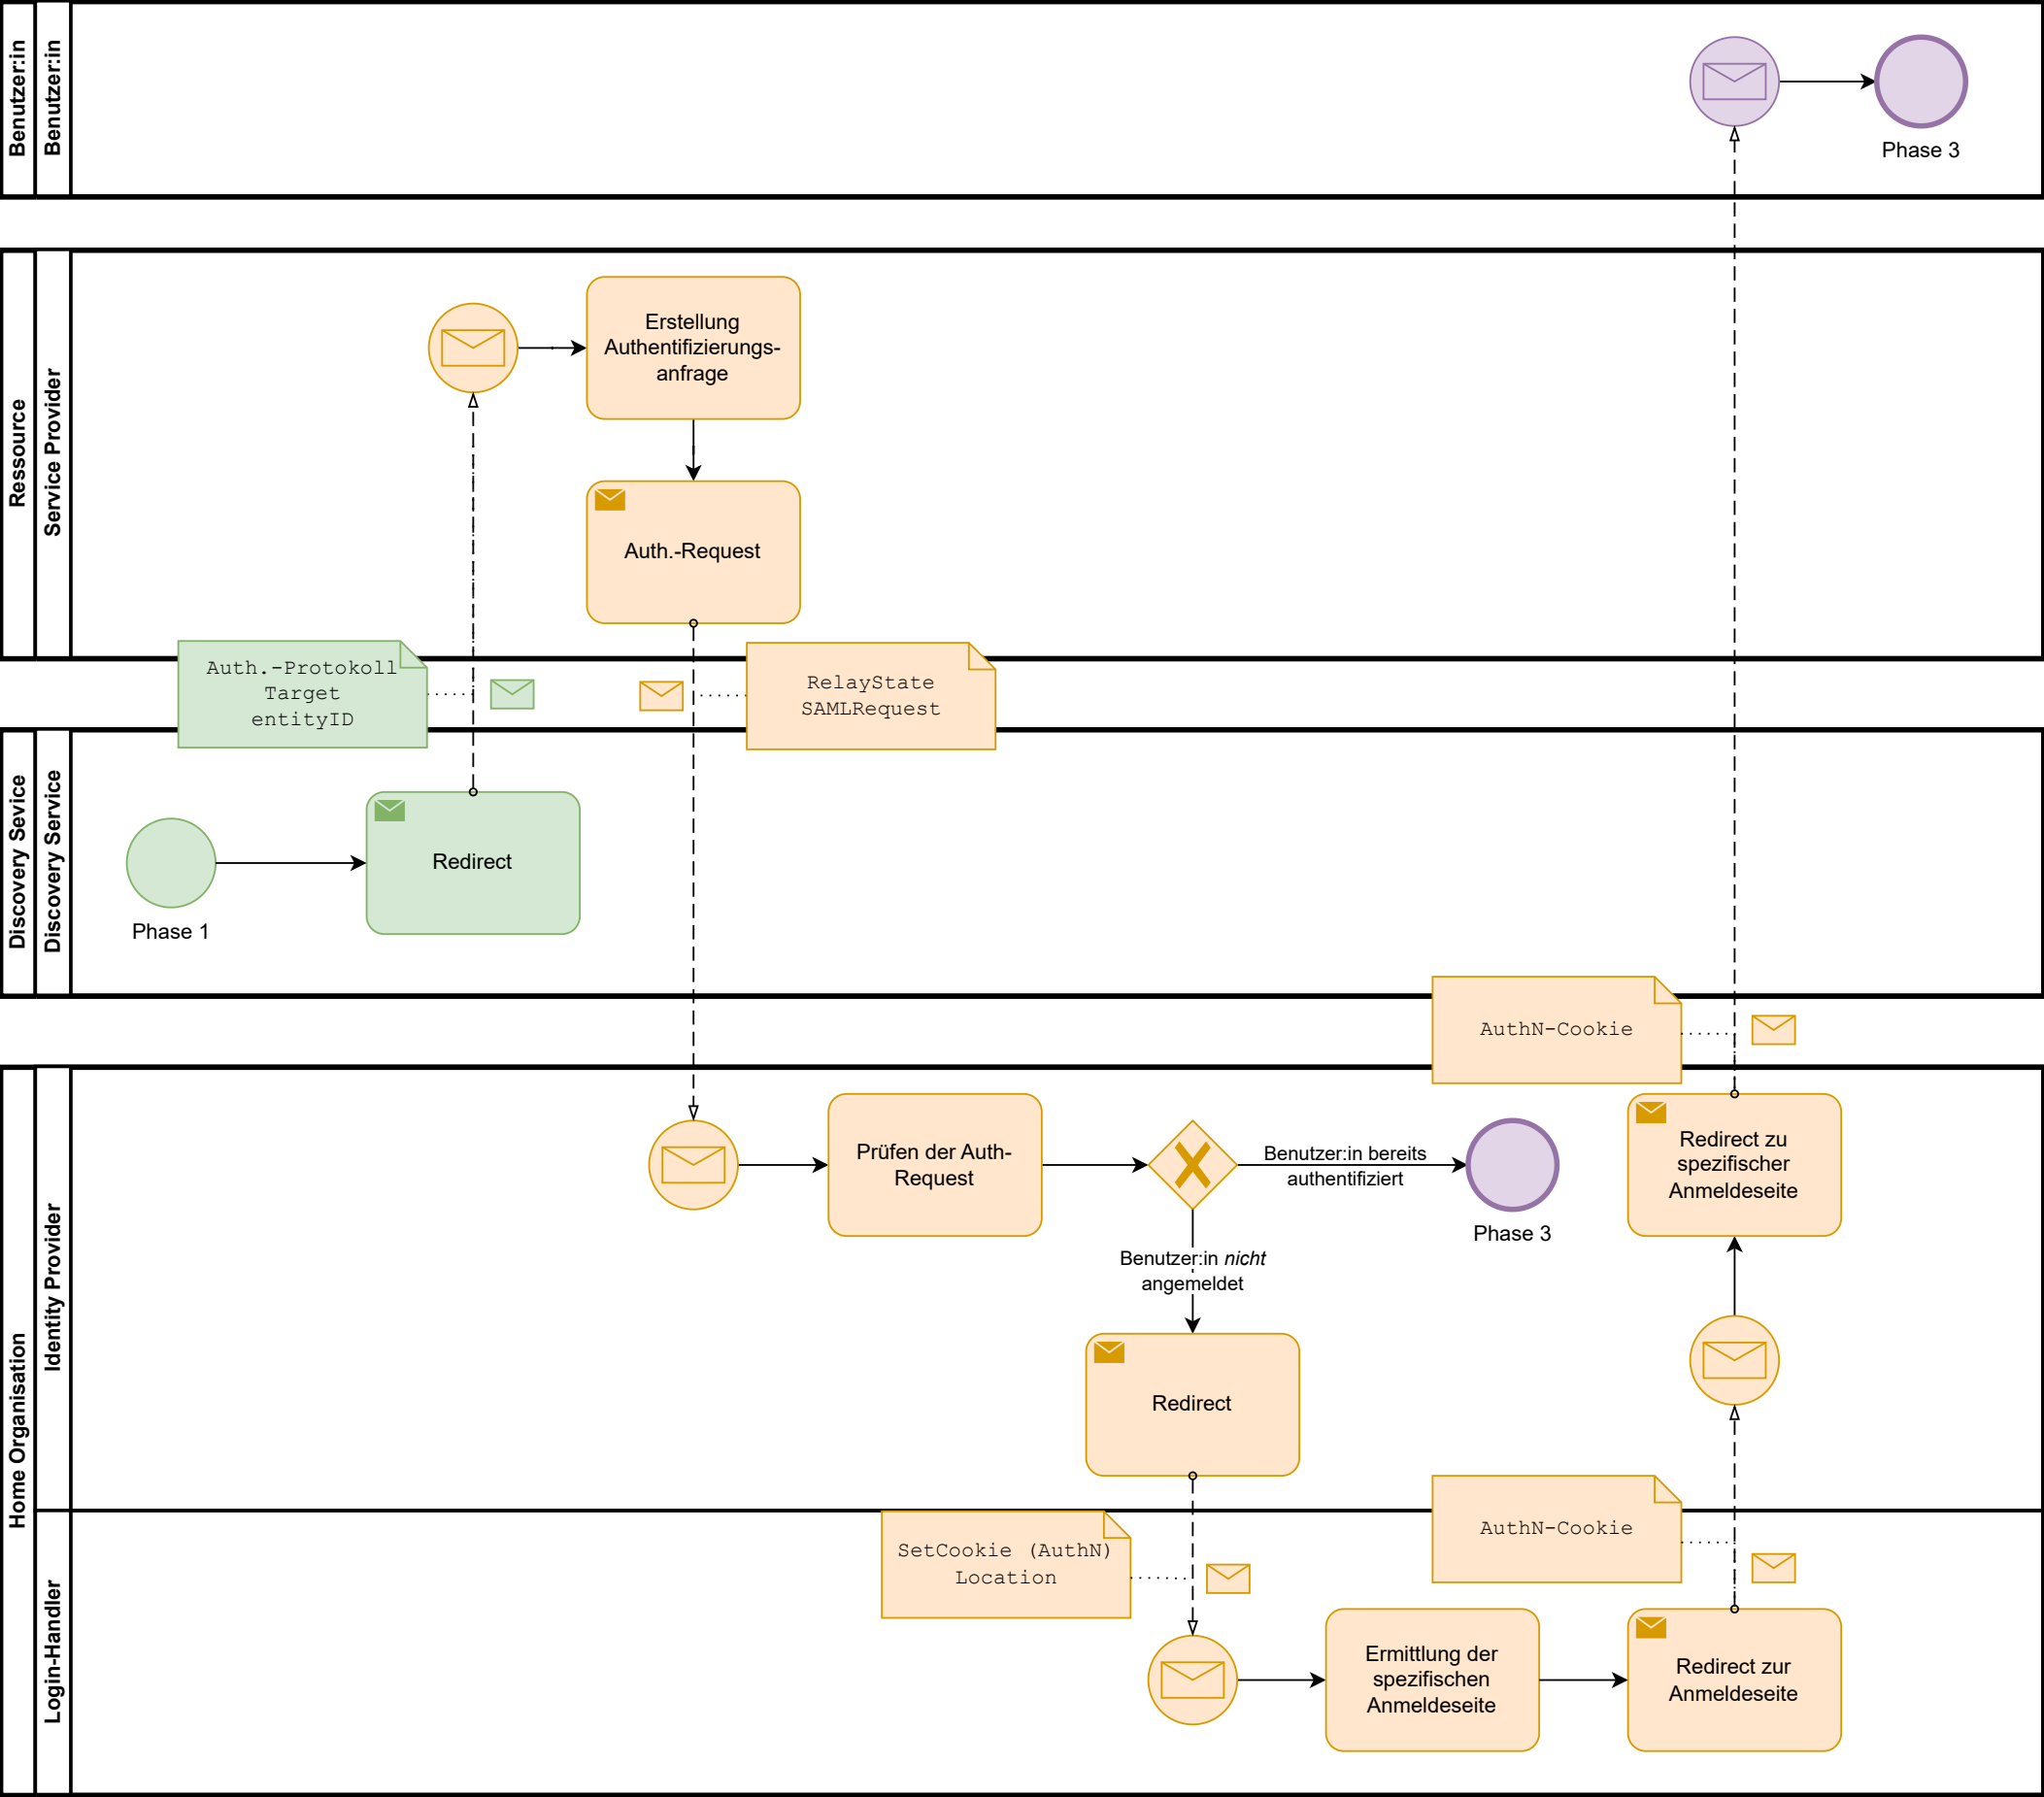 Benutzer:in
Benutzer:in
Phase 3
Ressource
Service Provider
Erstellung
Authentifizierungs-
anfrage
Auth.-Request
Auth.-Protokoll
Target
entityID
RelayState
SAMLRequest
Discovery Sevice
Discovery Service
Phase 1
Redirect
AuthN-Cookie
Home Organisation
Identity Provider
Prüfen der Auth-
Request
Benutzer:in bereits
authentifiziert
Phase 3
Redirect zu
spezifischer
Anmeldeseite
Benutzer:in nicht
angemeldet
Redirect
Login-Handler
SetCookie (AuthN)
Location
AuthN-Cookie
Ermittlung der
spezifischen
Anmeldeseite
Redirect zur
Anmeldeseite